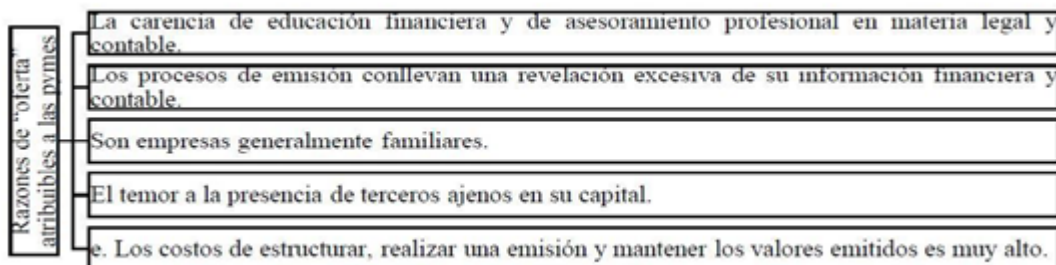 Razones de “oferta”
atribuibles a las pymes
La carencia de educación financiera y de asesoramiento profesional en materia legal y
contable.
Los procesos de emisión conllevan una revelación excesiva de su información financiera y
contable.
Son empresas generalmente familiares.
El temor a la presencia de terceros ajenos en su capital.
e. Los costos de estructurar, realizar una emisión y mantener los valores emitidos es muy alto.